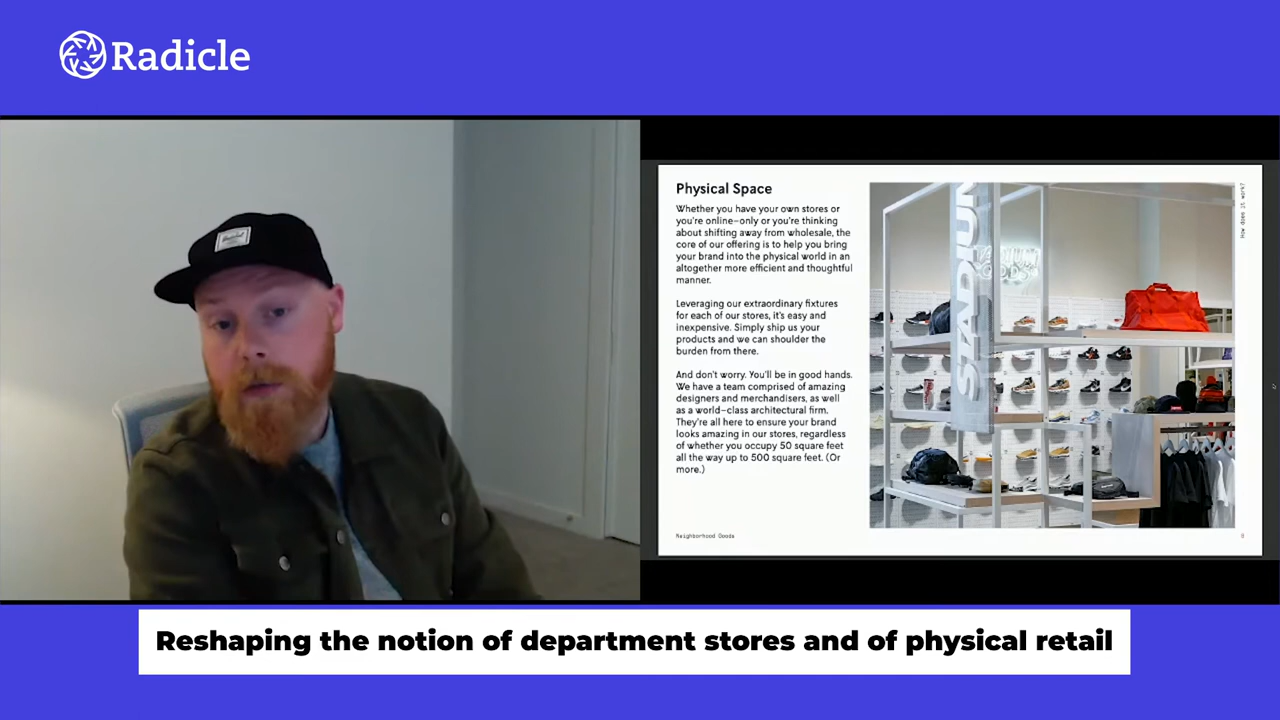 Radicle
Physical Space
Whether you have your own stores or
you're online-only or you're thinking
about shifting away from wholesale, the
core of our offering is to help you bring
your brand into the physical world in an
altogether more efficient and thoughtful
manner.
Leveraging our extraordinary fixtures
for each of our stores, it's easy and
inexpensive. Simply ship us your
products and we can shoulder the
burden from there.
And don't worry. You'll be in good hands.
We have a team comprised of amazing
designers and merchandisers, as well
as a world-class architectural firm.
They're all here to ensure your brand
looks amazing in our stores, regardless
of whether you occupy 50 square feet
all the way up to 500 square feet. (Or
more.)
STADIUM
How does it work?
Neighborhood Goods
Reshaping the notion of department stores and of physical retail